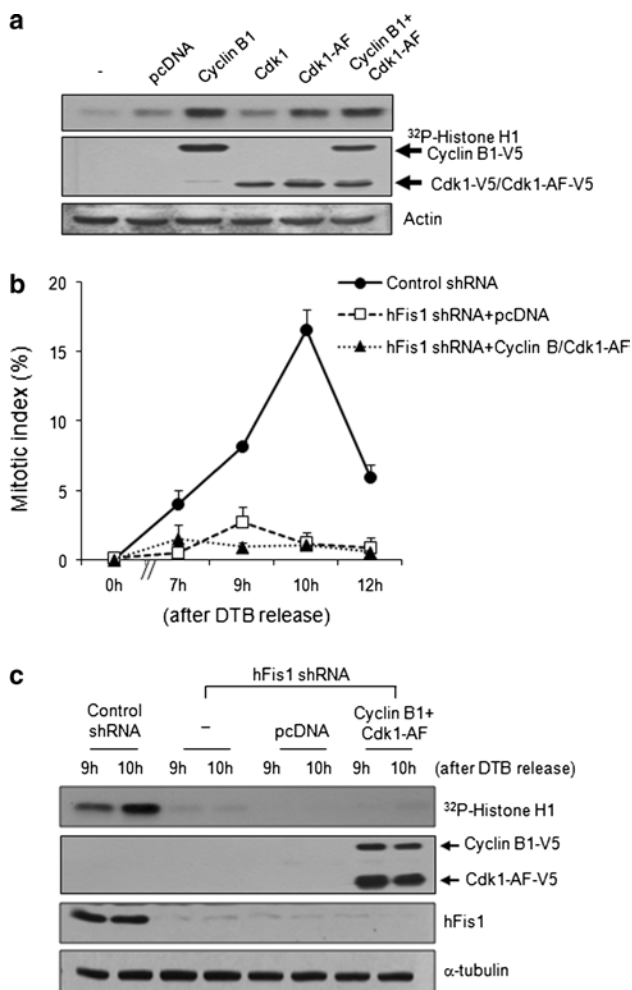 a
-
pcDNA
Cyclin B1
Cdk1
Cdk1-AF
Cyclin B1+
Cdk1-AF
32P-Histone H1
Cyclin B1-V5
Cdk1-V5/Cdk1-AF-V5
Actin
b
20
15
10
5
0
Mitotic index (%)
Control shRNA
hFis1 shRNA+pcDNA
hFis1 shRNA+Cyclin B/Cdk1-AF
0h
7h
9h
10h
12h
(after DTB release)
c
hFis1 shRNA
Control
shRNA
–
pcDNA
Cyclin B1+
Cdk1-AF
9h 10h 9h 10h 9h 10h 9h 10h (after DTB release)
32P-Histone H1
Cyclin B1-V5
Cdk1-AF-V5
hFis1
α-tubulin